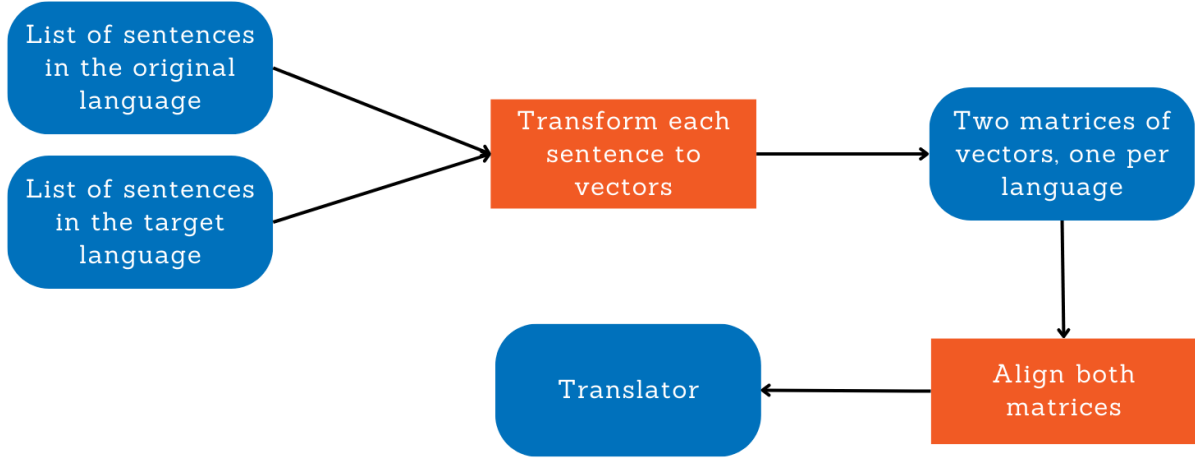 List of sentences
in the original
language
List of sentences
in the target
language
Transform each
sentence to
vectors
Two matrices of
vectors, one per
language
Align both
matrices
Translator